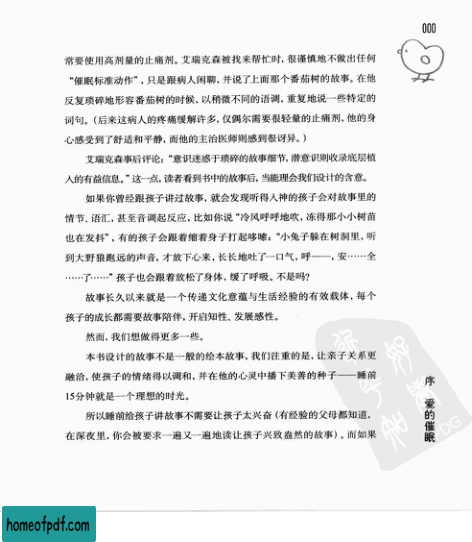 000
常要使用高剂量的止痛剂。艾瑞克森被找来帮忙时，很谨慎地不做出任何
“催眠标准动作”，只是跟病人闲聊，并说了上面那个番茄树的故事。在他
反复琐碎地形容番茄树的时候，以稍微不同的语调，重复地说一些特定的
词句。（后来这病人的疼痛缓解许多，仅偶尔需要很轻量的止痛剂，他的身
心感受到了舒适和平静，而他的主治医师则感到很讶异。）
艾瑞克森事后评论：“意识迷惑于琐碎的故事细节，潜意识则收录底层植
入的有益信息。”这一点，读者看到书中的故事后，当能理会我们设计的含意。
如果你曾经跟孩子讲过故事，就会发现听得入神的孩子会对故事里的
情节、语汇，甚至音调起反应，比如你说“冷风呼呼地吹，冻得那小小树苗
也在发抖”，有的孩子会跟着缩着身子打起哆嗦；“小兔子躲在树洞里，听
到大野狼跑远的声音，才放下心来，长长地吐了一口气，呼——，安……全
……了……”孩子也会跟着放松了身体，缓了呼吸。不是吗？
故事长久以来就是一个传递文化意蕴与生活经验的有效载体，每个
孩子的成长都需要故事陪伴，开启知性、发展感性。
然而，我们想做得更多一些。
本书设计的故事不是一般的绘本故事，我们注重的是，让亲子关系更
融洽，使孩子的情绪得以调和，并在他的心灵中播下美善的种子——睡前
15分钟就是一个理想的时光。
所以睡前给孩子讲故事不需要让孩子太兴奋（有经验的父母都知道，
在深夜里，你会被要求一遍又一遍地读让孩子兴致盎然的故事）。而如果
序 爱的催眠
homeofpdf.com